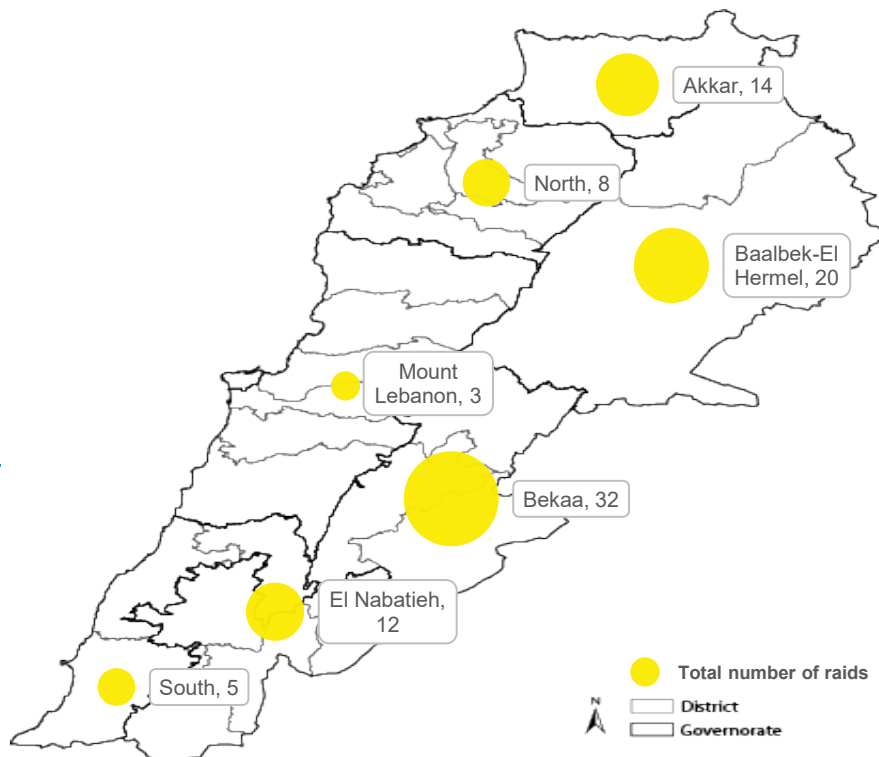 Akkar, 14
North, 8
Baalbek-El
Hermel, 20
Mount
Lebanon, 3
Bekaa, 32
El Nabatieh,
12
South, 5
Total number of raids
N
District
Governorate